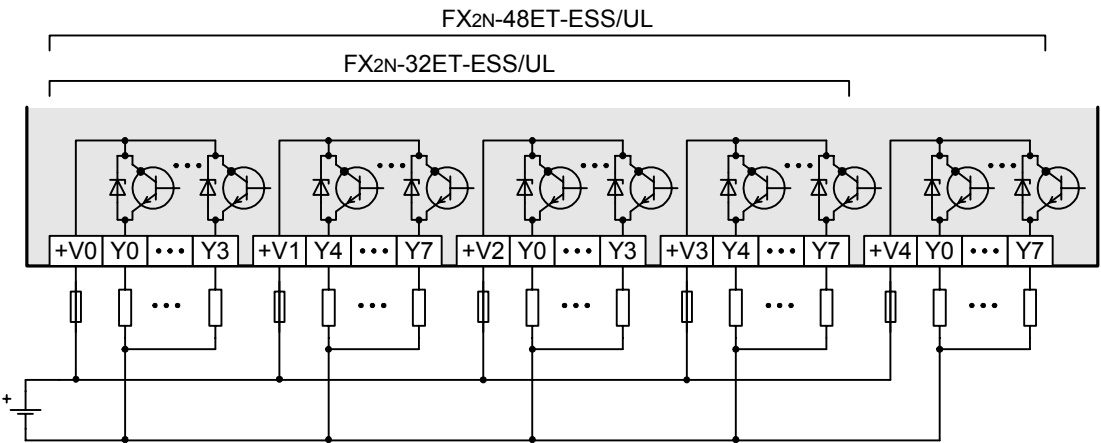 FX2N-48ET-ESS/UL
FX2N-32ET-ESS/UL
+V0 Y0 ••• Y3 +V1 Y4 ••• Y7 +V2 Y0 ••• Y3 +V3 Y4 ••• Y7 +V4 Y0 ••• Y7
+